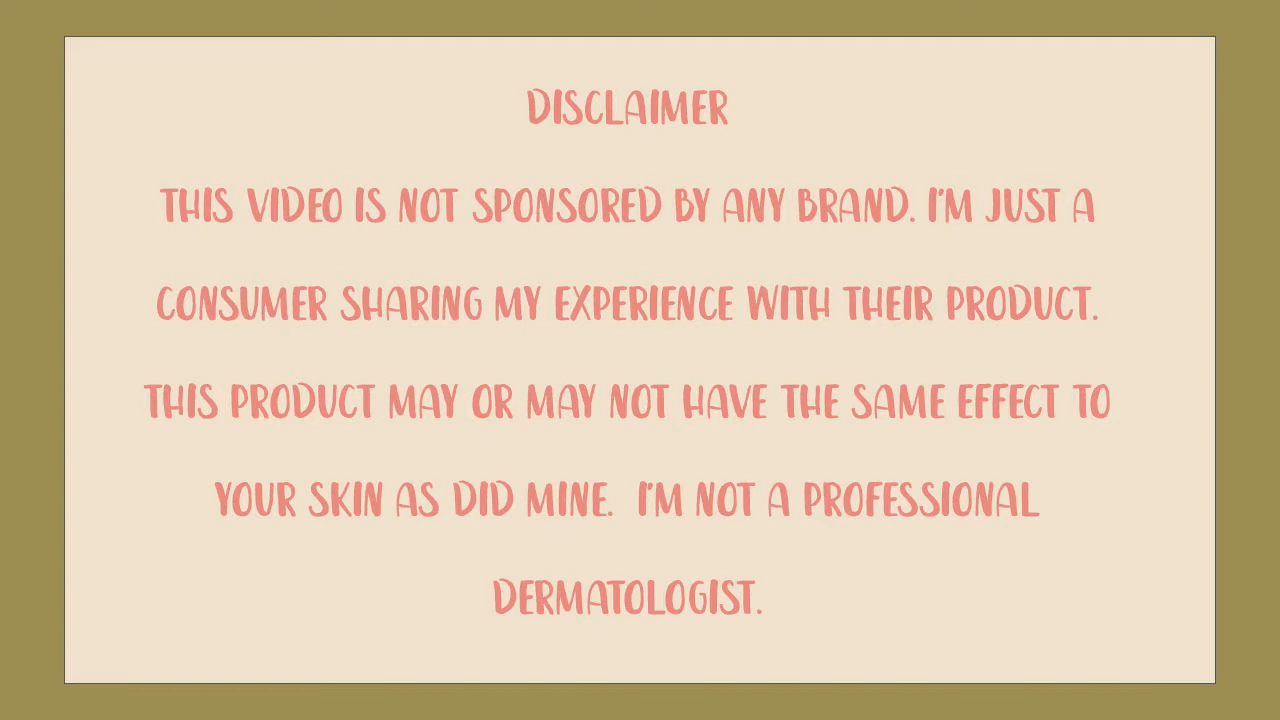 DISCLAIMER
THIS VIDEO IS NOT SPONSORED BY ANY BRAND. I'M JUST A
CONSUMER SHARING MY EXPERIENCE WITH THEIR PRODUCT.
THIS PRODUCT MAY OR MAY NOT HAVE THE SAME EFFECT TO
YOUR SKIN AS DID MINE.  I'M NOT A PROFESSIONAL
DERMATOLOGIST.